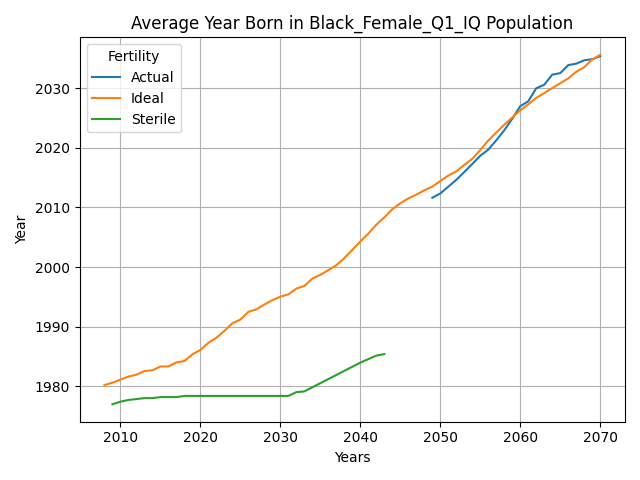 Average Year Born in Black_Female_Q1_IQ Population
Fertility
Actual
Ideal
Sterile
Year
2030
2020
2010
2000
1990
1980
2010 2020 2030 2040 2050 2060 2070
Years